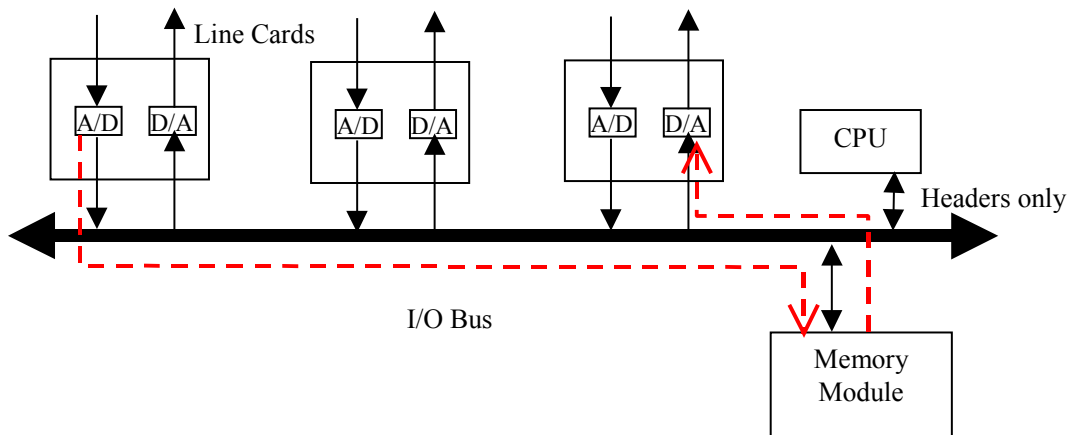 Line Cards
A/D
D/A
A/D
D/A
A/D
D/A
CPU
Headers only
I/O Bus
Memory
Module